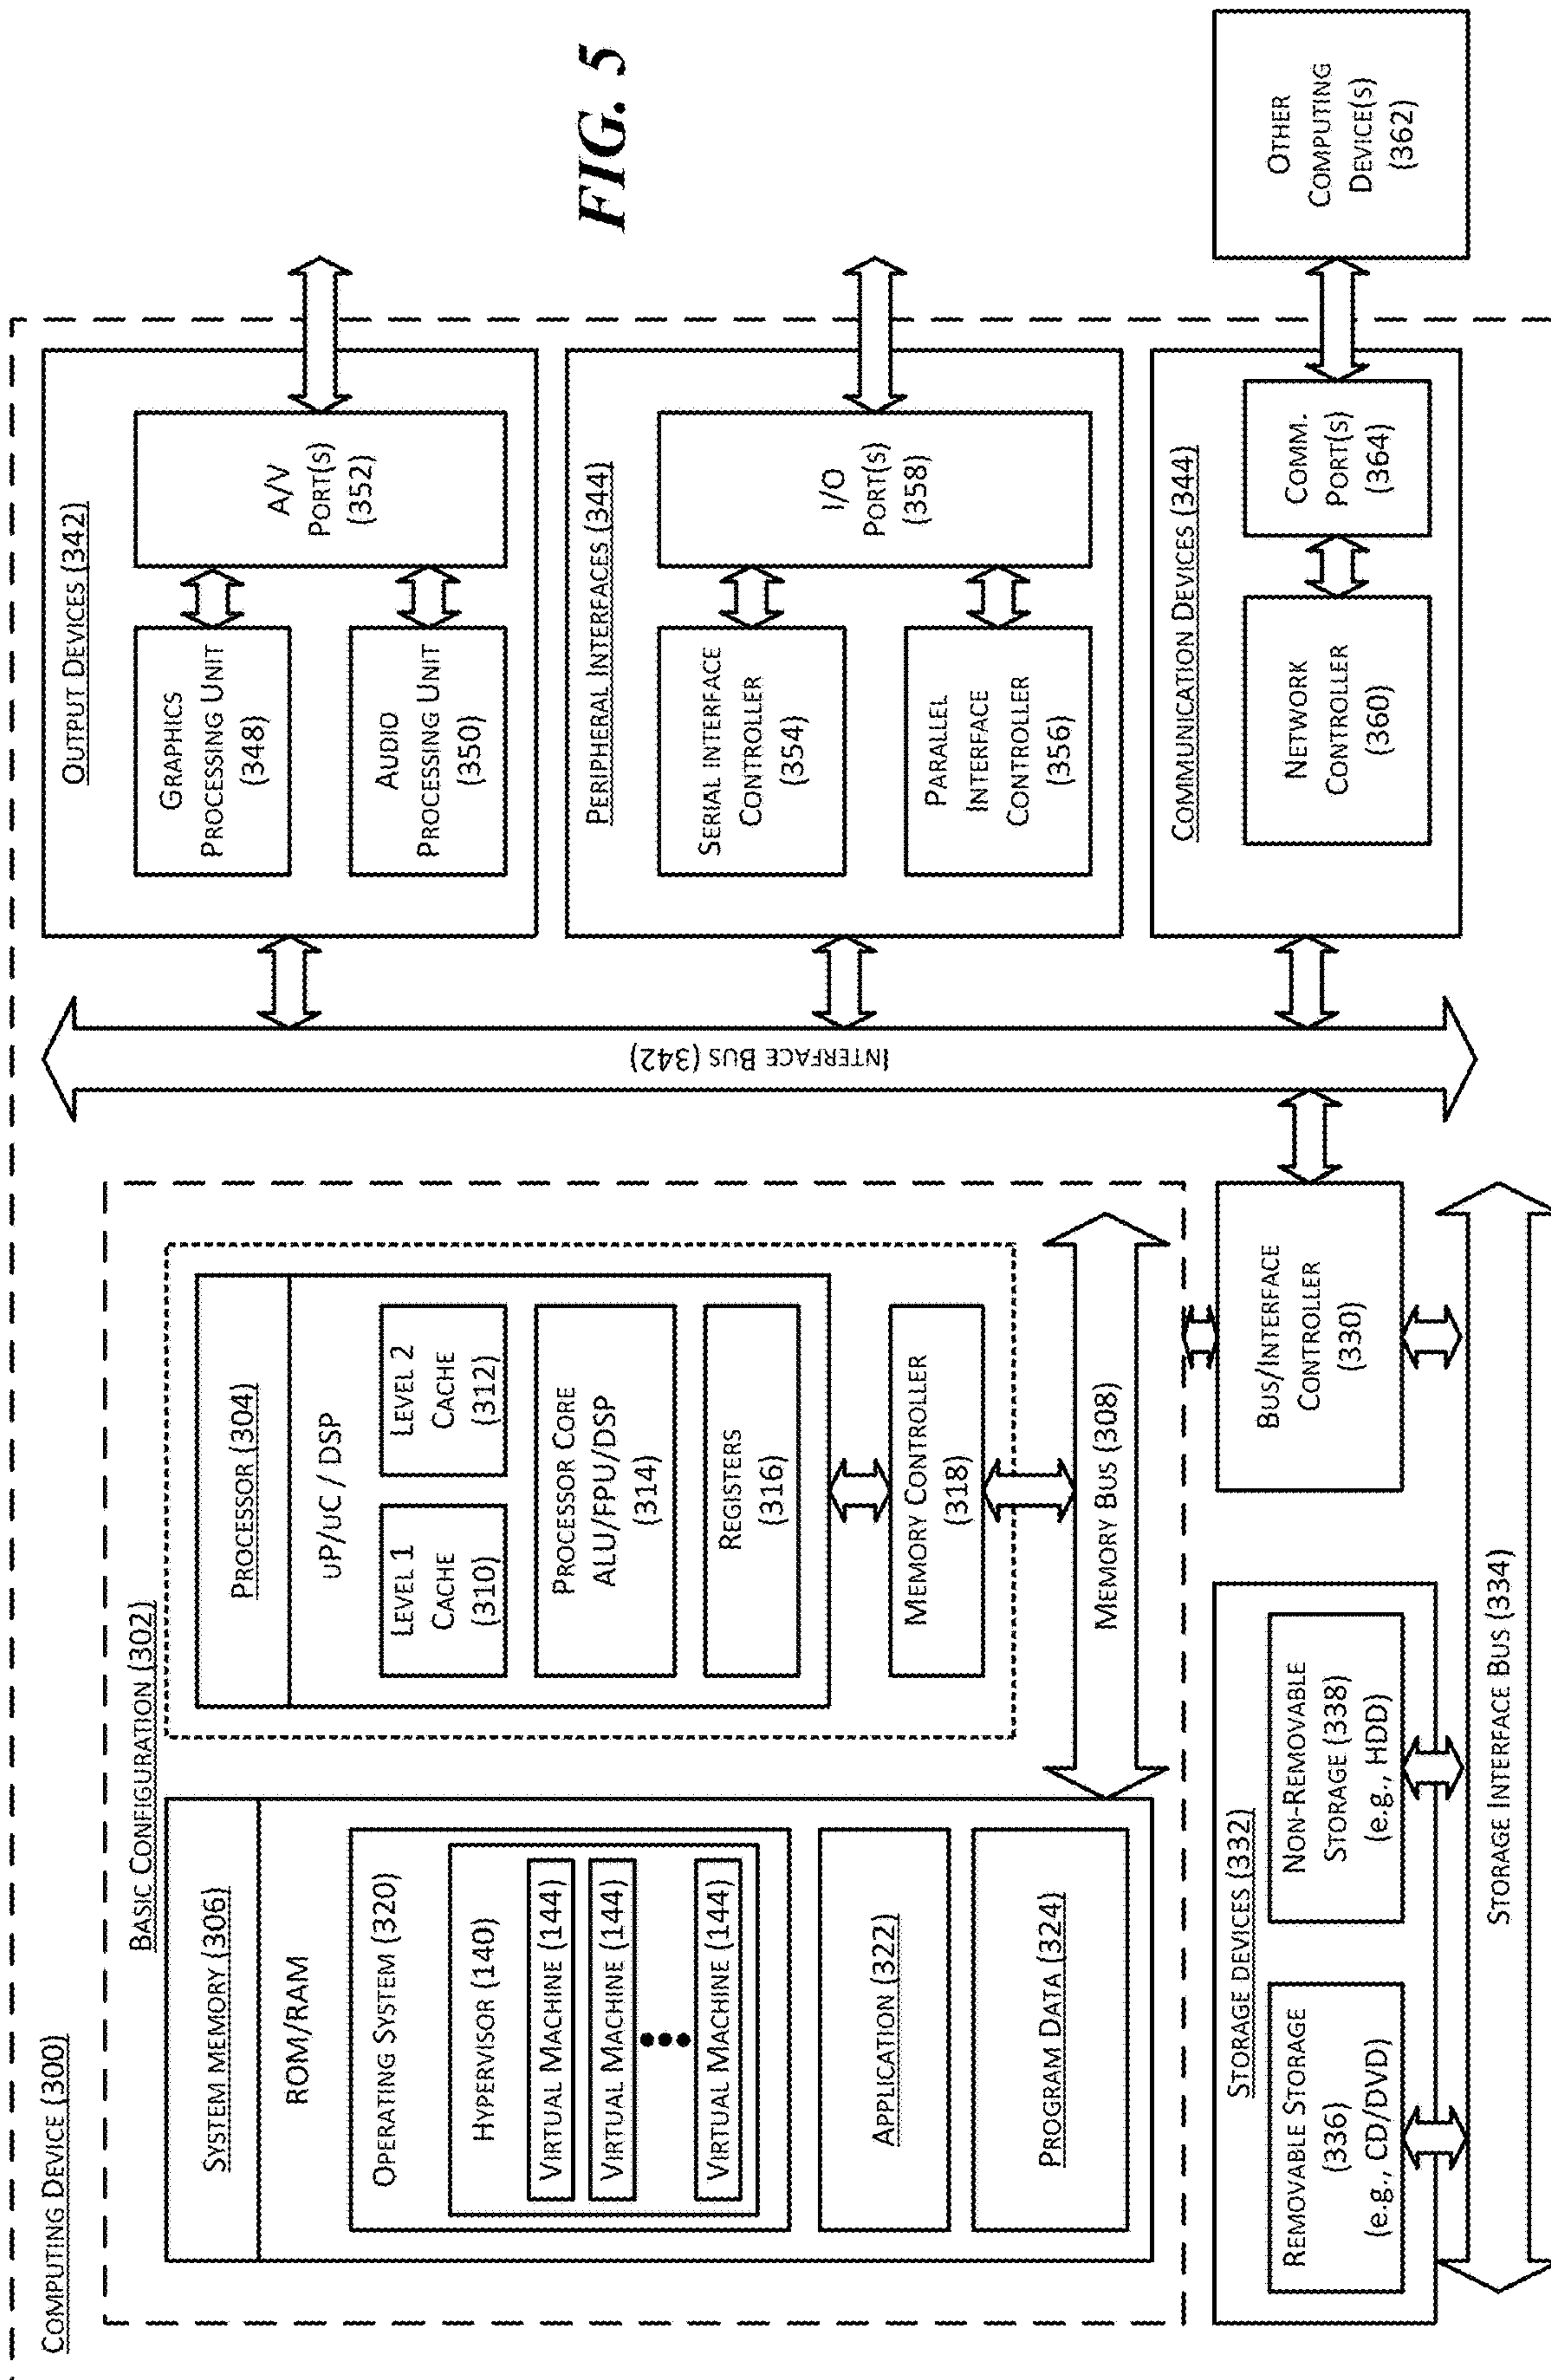 COMPUTING DEVICE (300)
BASIC CONFIGURATION (302)
SYSTEM MEMORY (306)
ROM/RAM
OPERATING SYSTEM (320)
HYPERVISOR (140)
VIRTUAL MACHINE (144)
VIRTUAL MACHINE (144)
VIRTUAL MACHINE (144)
APPLICATION (322)
PROGRAM DATA (324)
PROCESSOR (304)
uP/uC / DSP
LEVEL 1
CACHE
(310)
LEVEL 2
CACHE
(312)
PROCESSOR CORE
ALU/FPU/DSP
(314)
REGISTERS
(316)
MEMORY CONTROLLER
(318)
MEMORY BUS (308)
BUS/INTERFACE
CONTROLLER
(330)
STORAGE DEVICES (332)
REMOVABLE STORAGE
(336)
(e.g., CD/DVD)
NON-REMOVABLE
STORAGE (338)
(e.g., HDD)
STORAGE INTERFACE BUS (334)
INTERFACE BUS (342)
OUTPUT DEVICES (342)
GRAPHICS
PROCESSING UNIT
(348)
AUDIO
PROCESSING UNIT
(350)
A/V
PORT(S)
(352)
PERIPHERAL INTERFACES (344)
SERIAL INTERFACE
CONTROLLER
(354)
PARALLEL
INTERFACE
CONTROLLER
(356)
I/O
PORT(S)
(358)
COMMUNICATION DEVICES (344)
NETWORK
CONTROLLER
(360)
COMM.
PORT(S)
(364)
OTHER
COMPUTING
DEVICE(S)
(362)
FIG. 5